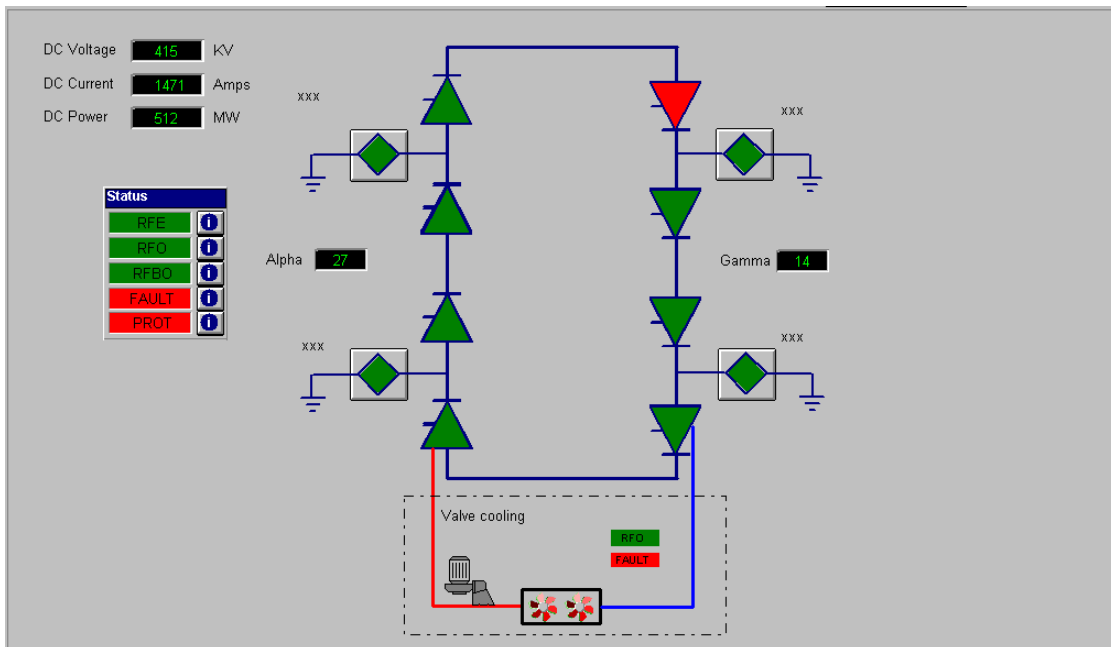 DC Voltage 415 KV
DC Current 1471 Amps
DC Power 512 MW
xxx
xxx
Status
RFE i
RFO i
RFBO i
FAULT i
PROT i
Alpha 27
Gamma 14
xxx
xxx
Valve cooling
RFO
FAULT